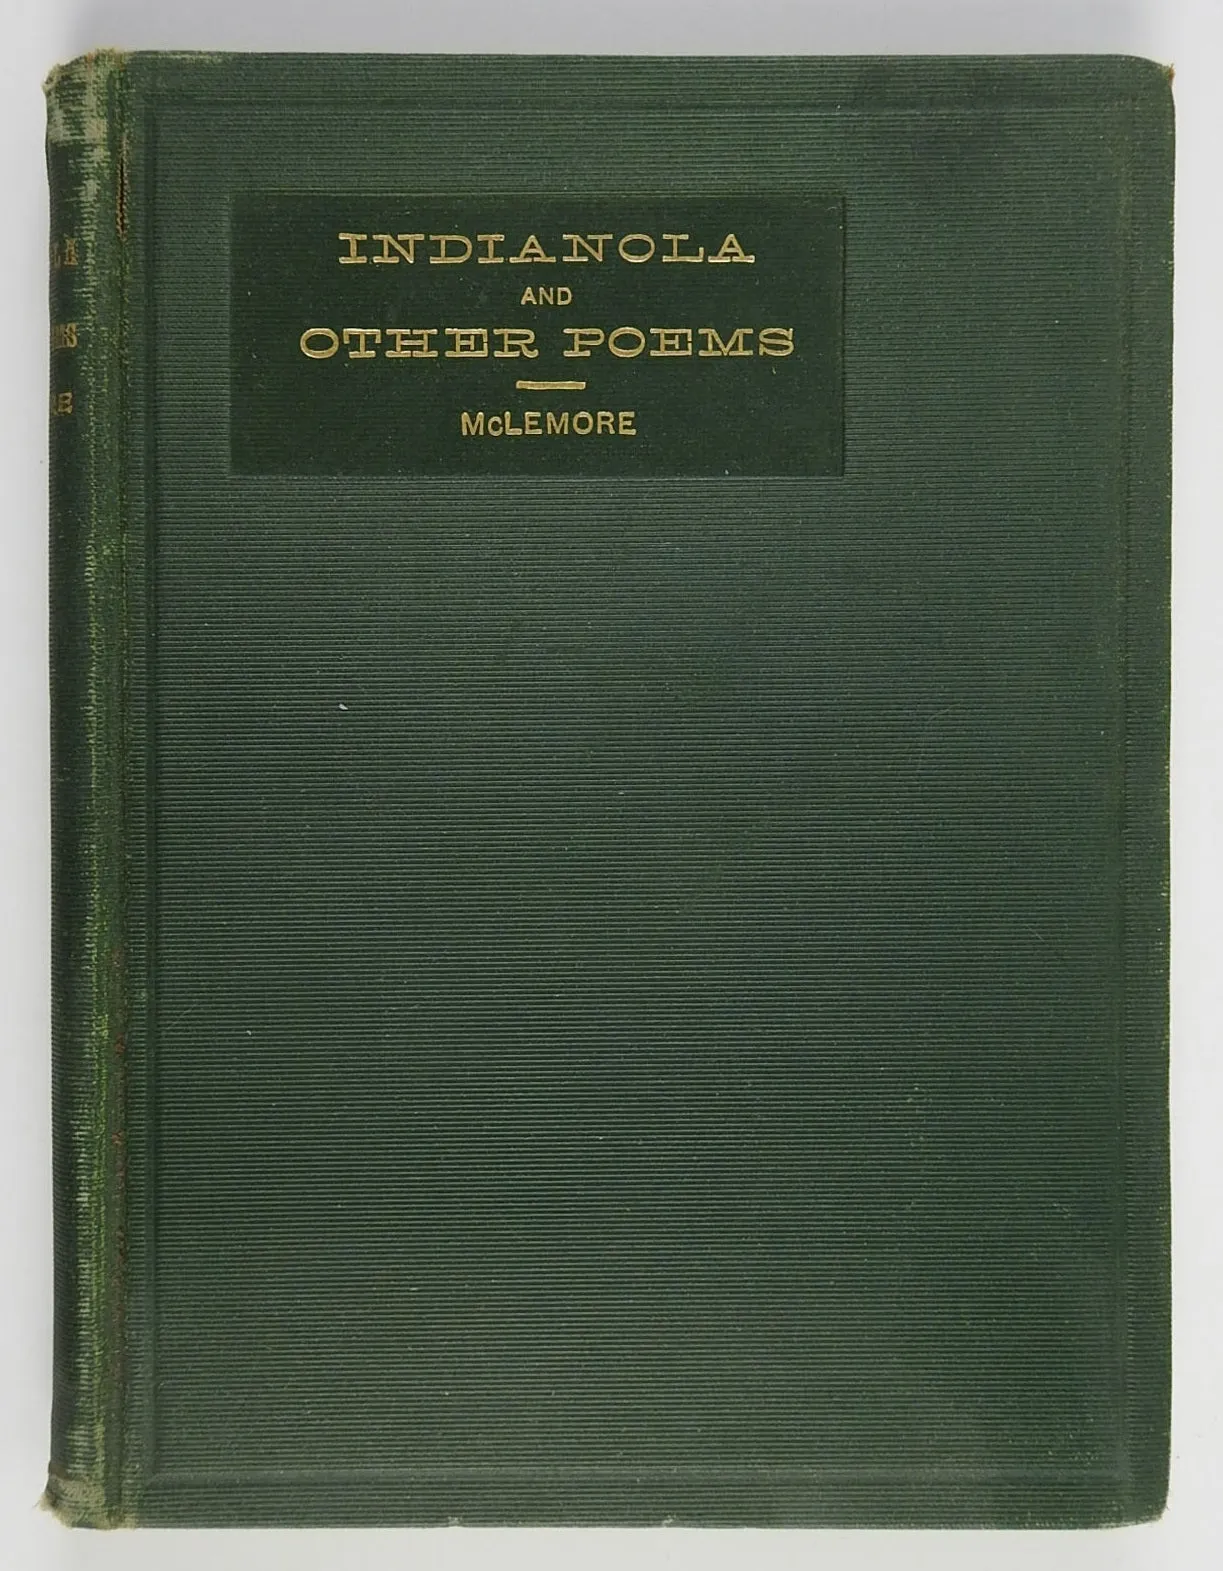 INDIANOLA
AND
OTHER POEMS
McLEMORE